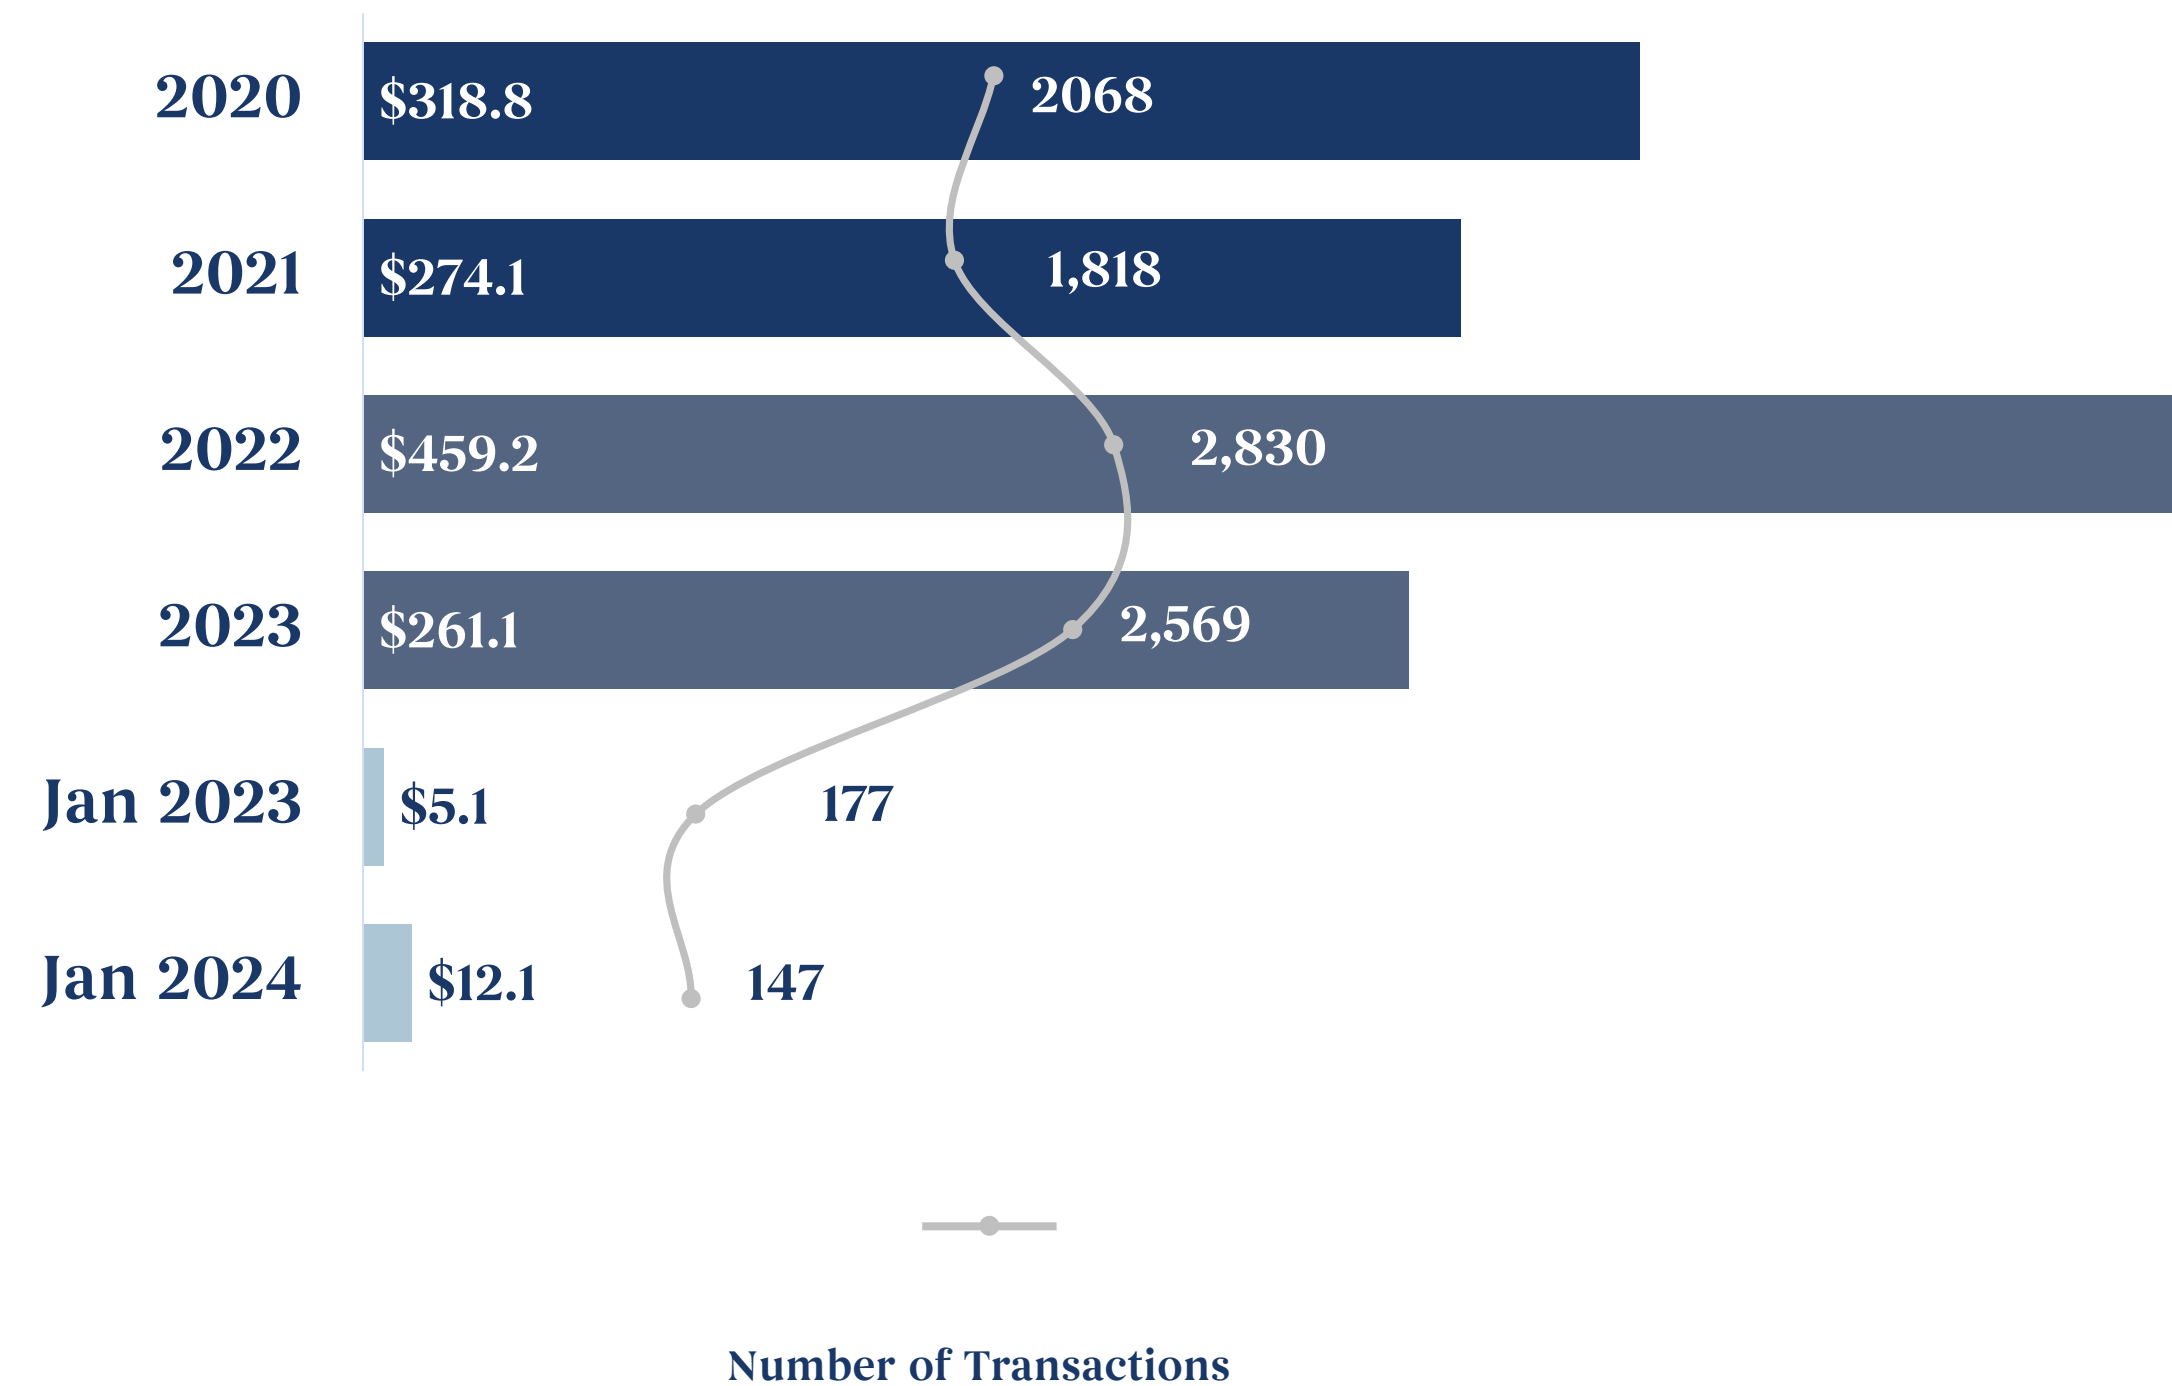 2020 $318.8 2068
2021 $274.1 1,818
2022 $459.2 2,830
2023 $261.1 2,569
Jan 2023 $5.1 177
Jan 2024 $12.1 147
Number of Transactions